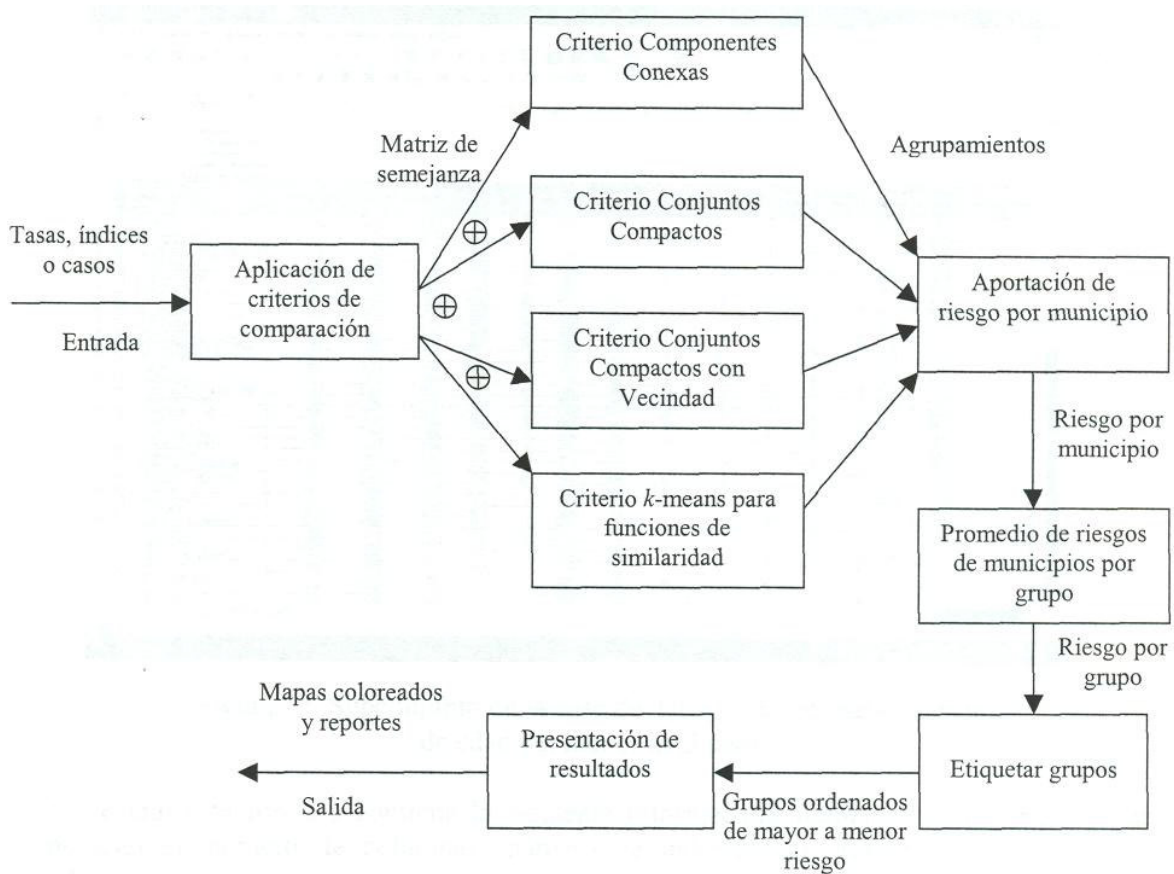 Criterio Componentes
Conexas
Matriz de
semejanza
Agrupamientos
Criterio Conjuntos
Compactos
Tasas, índices
o casos
Entrada
Aplicación de
criterios de
comparación
Aportación de
riesgo por municipio
Criterio Conjuntos
Compactos con
Vecindad
Riesgo por
municipio
Criterio k-means para
funciones de
similaridad
Promedio de riesgos
de municipios por
grupo
Riesgo por
grupo
Mapas coloreados
y reportes
Salida
Presentación de
resultados
Etiquetar grupos
Grupos ordenados
de mayor a menor
riesgo